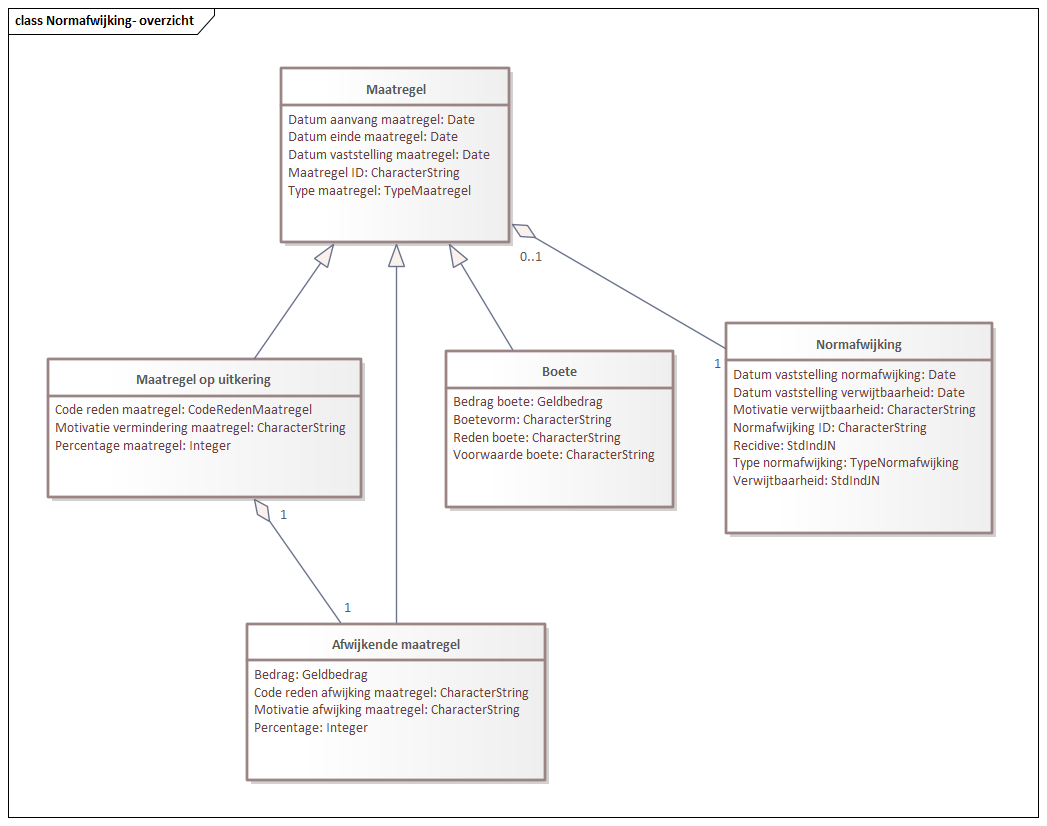 class Normafwijking- overzicht
Maatregel
Datum aanvang maatregel: Date
Datum einde maatregel: Date
Datum vaststelling maatregel: Date
Maatregel ID: CharacterString
Type maatregel: TypeMaatregel
0..1
1
Normafwijking
Datum vaststelling normafwijking: Date
Datum vaststelling verwijtbaarheid: Date
Motivatie verwijtbaarheid: CharacterString
Normafwijking ID: CharacterString
Recidive: StdIndJN
Type normafwijking: TypeNormafwijking
Verwijtbaarheid: StdIndJN
Maatregel op uitkering
Code reden maatregel: CodeRedenMaatregel
Motivatie vermindering maatregel: CharacterString
Percentage maatregel: Integer
Boete
Bedrag boete: Geldbedrag
Boetevorm: CharacterString
Reden boete: CharacterString
Voorwaarde boete: CharacterString
1
1
Afwijkende maatregel
Bedrag: Geldbedrag
Code reden afwijking maatregel: CharacterString
Motivatie afwijking maatregel: CharacterString
Percentage: Integer